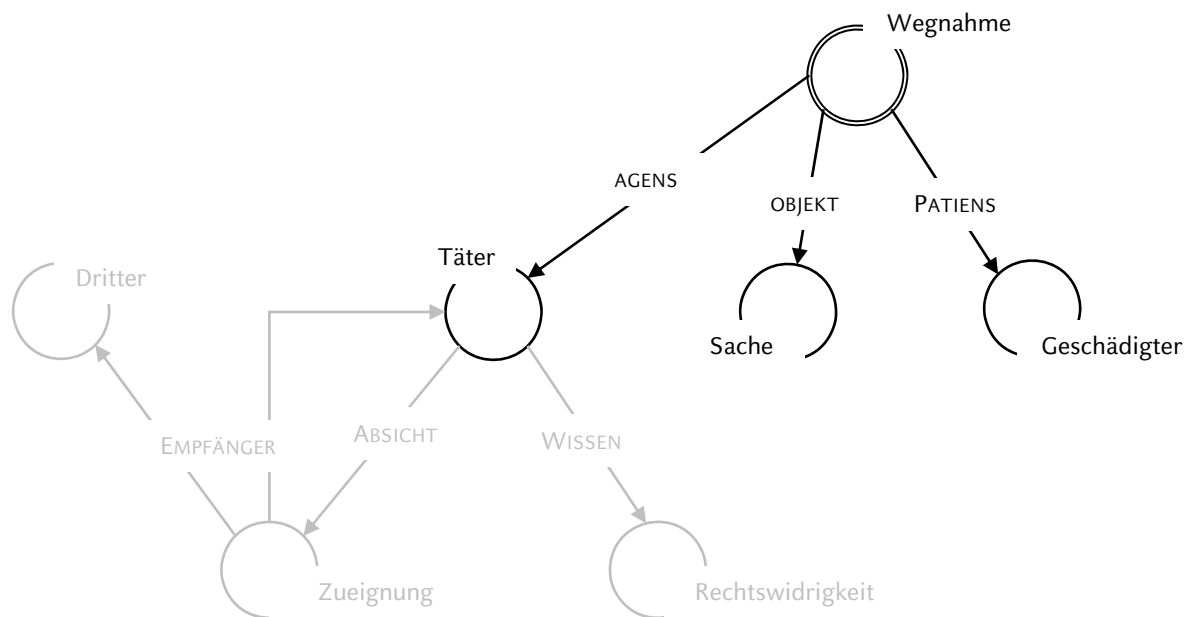 Wegnahme
AGENS
OBJEKT
PATIENS
Täter
Dritter
Sache
Geschädigter
EMPFÄNGER
ABSICHT
WISSEN
Zueignung
Rechtswidrigkeit